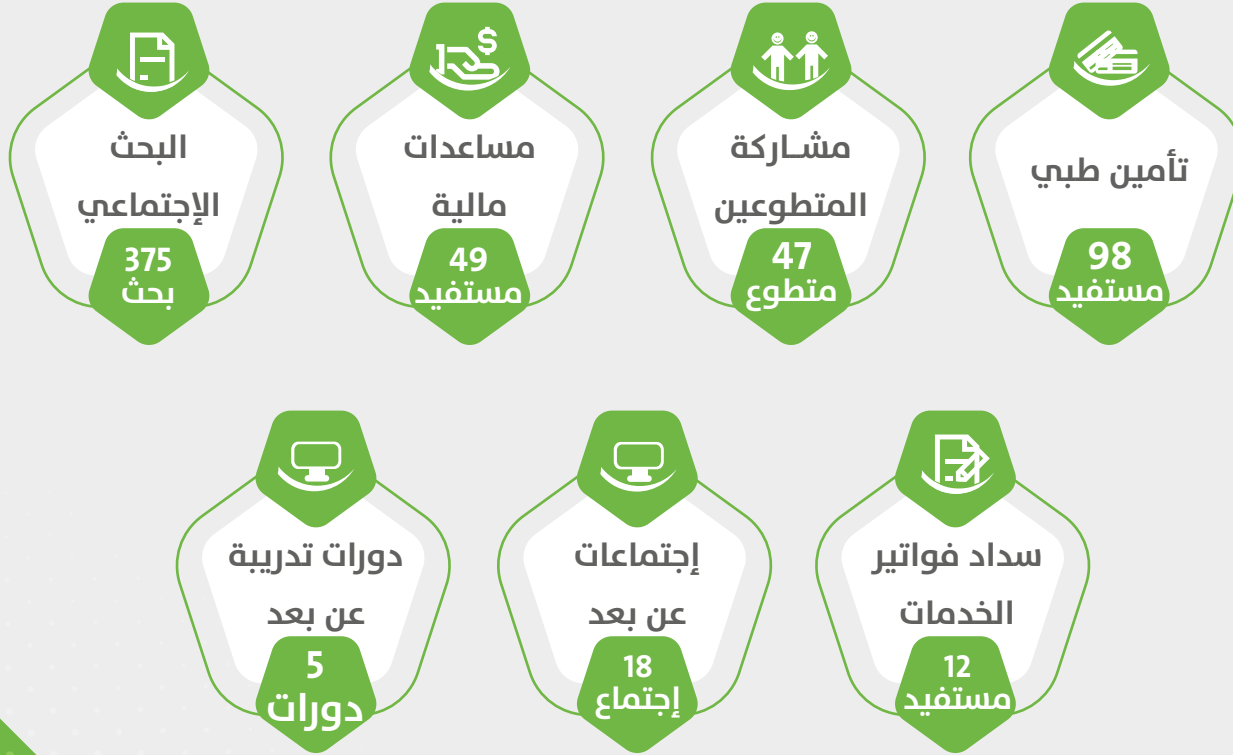 تأمين طبي
98
مستفيد
مشـاركة
المتطوعين
47
متطوع
مساعدات
مالية
49
مستفيد
البحث
الإجتماعي
375
بحث
سداد فواتير
الخدمات
12
مستفيد
إجتماعات
عن بعد
18
إجتماع
دورات تدريبة
عن بعد
5
دورات